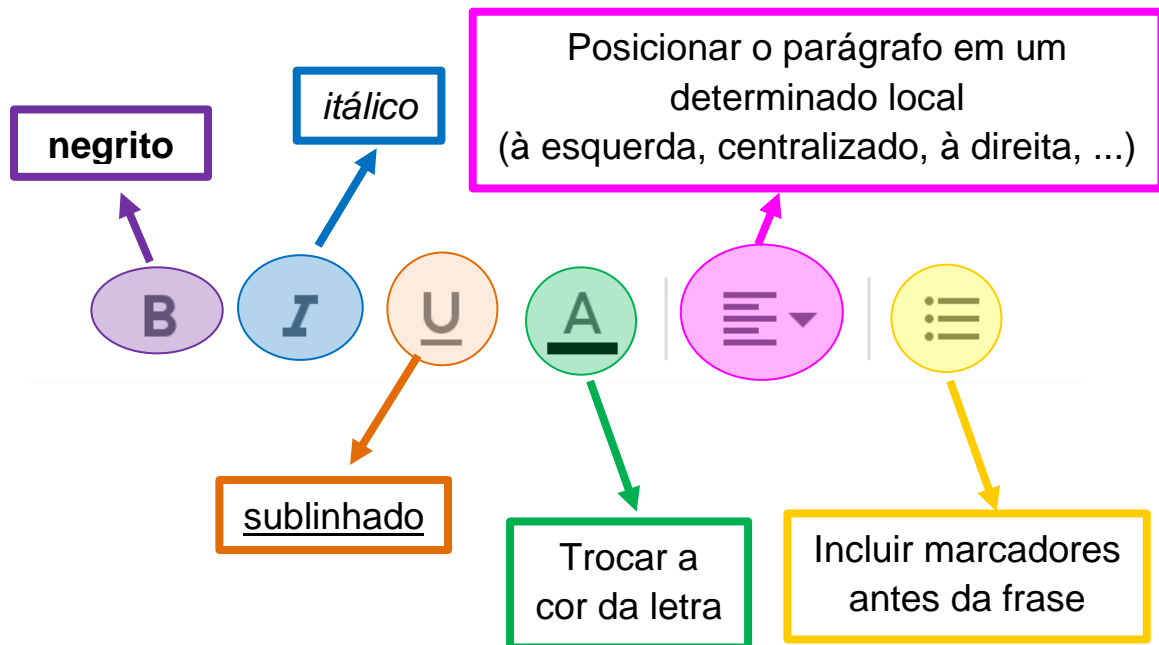 Posicionar o parágrafo em um
determinado local
(à esquerda, centralizado, à direita, ...)
itálico
negrito
B
I
U
A
sublinhado
Trocar a
cor da letra
Incluir marcadores
antes da frase